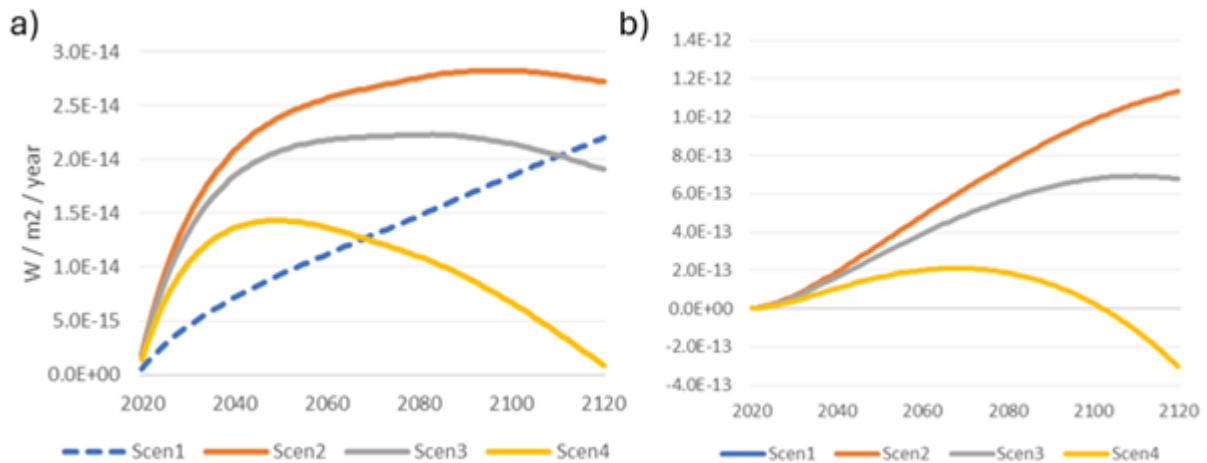 a)
3.0E-14
2.5E-14
2.0E-14
1.5E-14
1.0E-14
5.0E-15
0.0E+00
W / m2 / year
2020 2040 2060 2080 2100 2120
Scen1 Scen2 Scen3 Scen4
b)
1.4E-12
1.2E-12
1.0E-12
8.0E-13
6.0E-13
4.0E-13
2.0E-13
0.0E+00
-2.0E-13
-4.0E-13
2020 2040 2060 2080 2100 2120
Scen1 Scen2 Scen3 Scen4